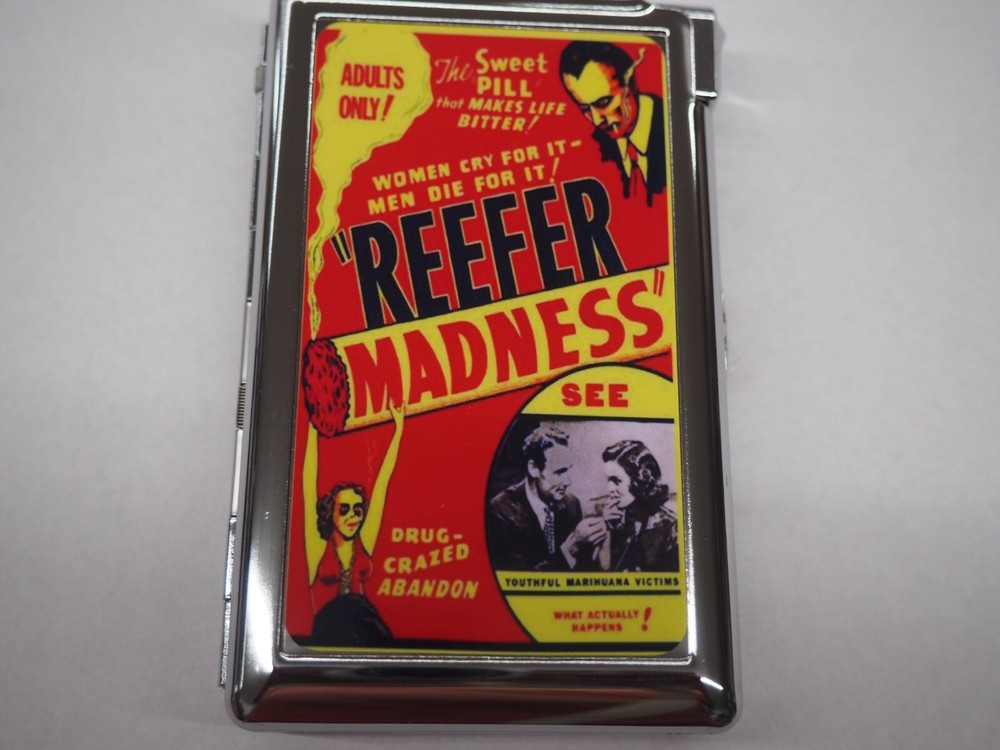 ADULTS
ONLY!
The Sweet
PILL
that MAKES LIFE
BITTER!
WOMEN CRY FOR IT-
MEN DIE FOR IT!
"REEFER
MADNESS"
SEE
DRUG-
CRAZED
ABANDON
YOUTHFUL MARIHUANA VICTIMS
WHAT ACTUALLY
HAPPENS!